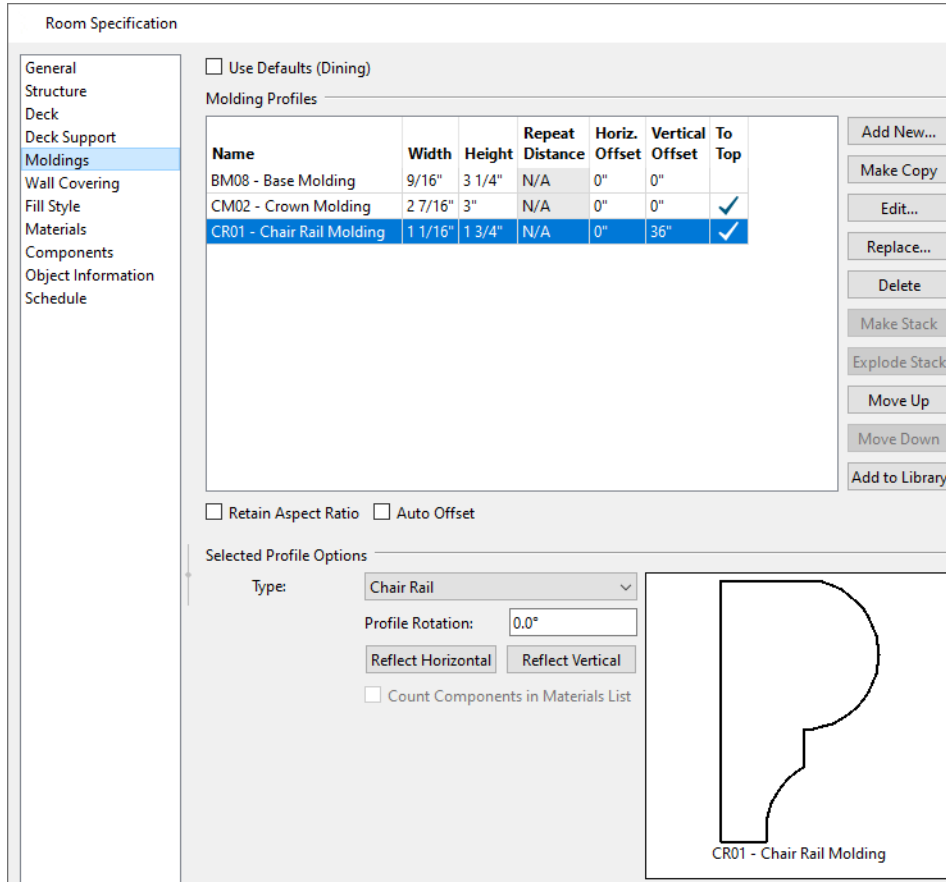 Room Specification
General
Structure
Deck
Deck Support
Moldings
Wall Covering
Fill Style
Materials
Components
Object Information
Schedule
Use Defaults (Dining)
Molding Profiles
Name Width Height Repeat Distance Horiz. Offset Vertical Offset To Top
BM08 - Base Molding 9/16" 3 1/4" N/A 0" 0"
CM02 - Crown Molding 2 7/16" 3" N/A 0" 0"
CR01 - Chair Rail Molding 1 1/16" 1 3/4" N/A 0" 36"
Add New...
Make Copy
Edit...
Replace...
Delete
Make Stack
Explode Stack
Move Up
Move Down
Add to Library
Retain Aspect Ratio Auto Offset
Selected Profile Options
Type: Chair Rail
Profile Rotation: 0.0°
Reflect Horizontal Reflect Vertical
Count Components in Materials List
CR01 - Chair Rail Molding